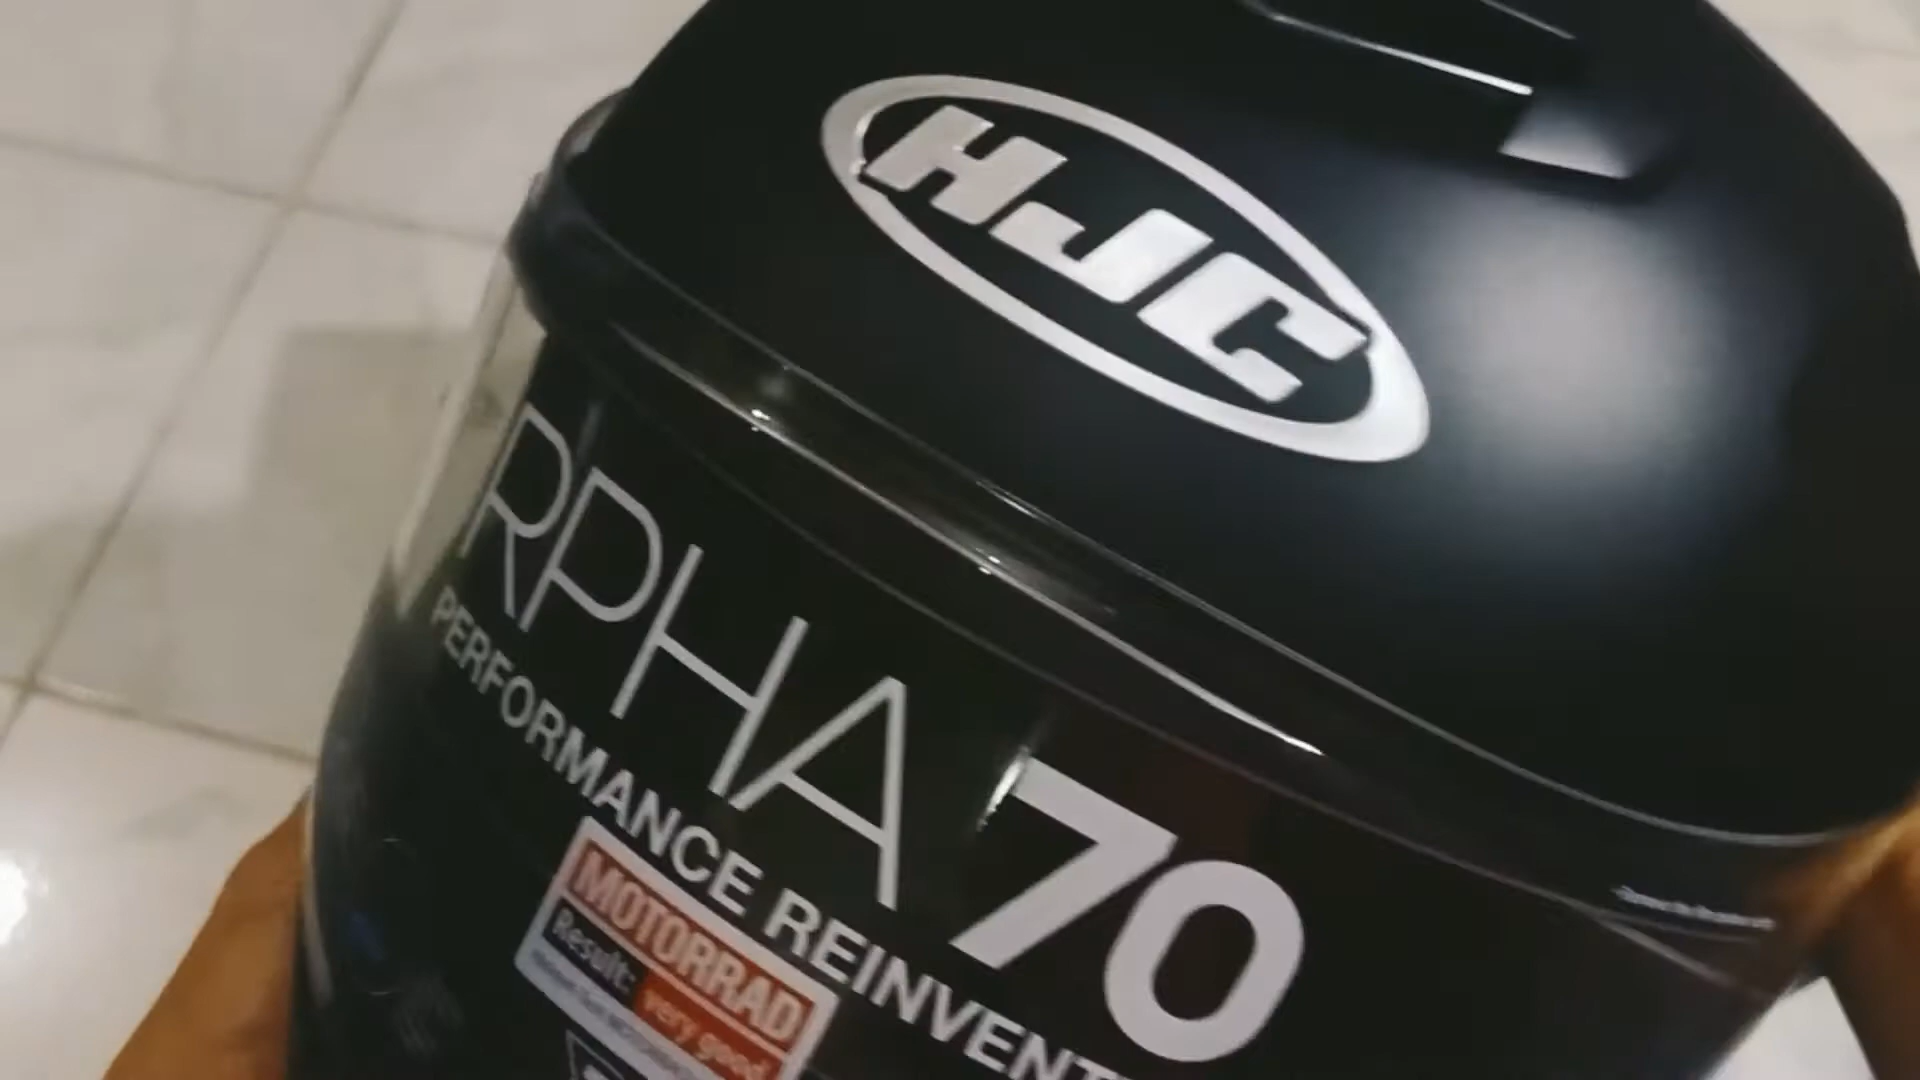 HJC
RPHA 70
PERFORMANCE REINVENT
MOTORRAD
Result: very good